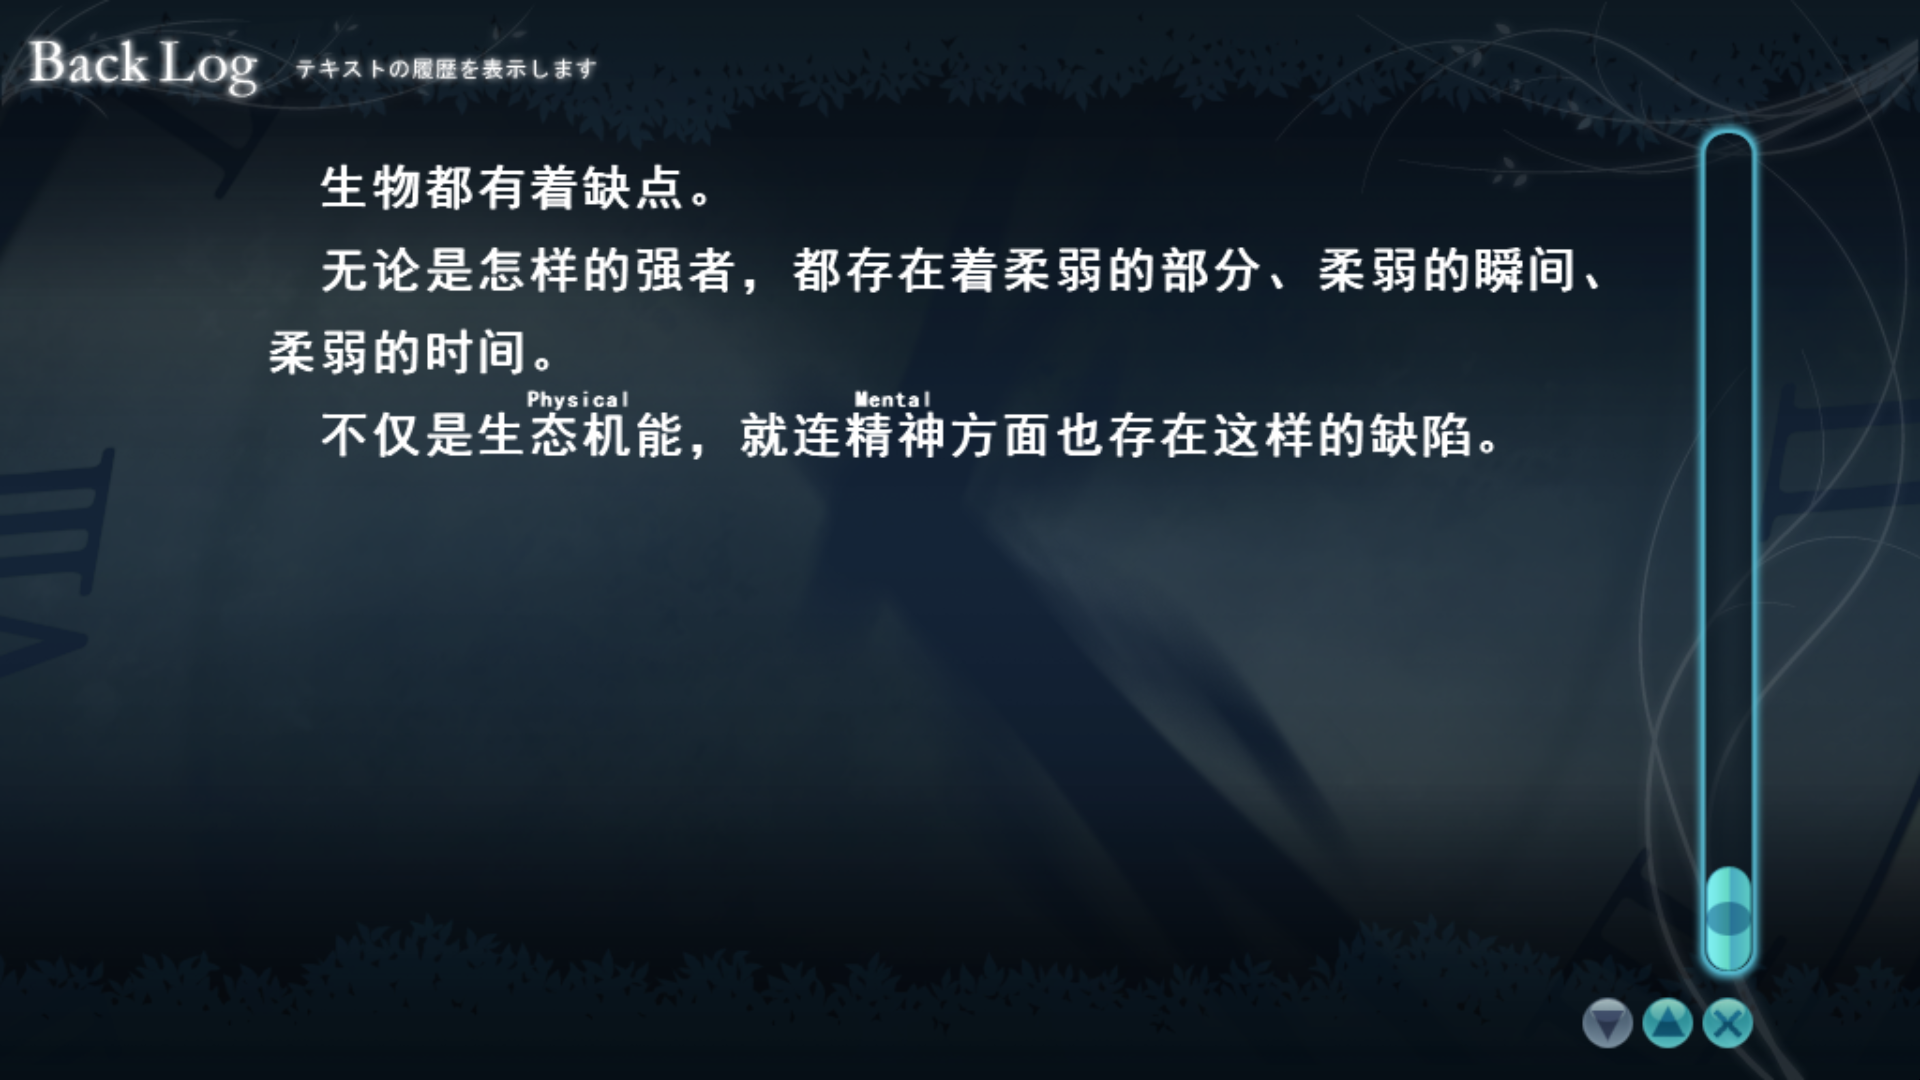 Back Log テキストの履歴を表示します
生物都有着缺点。
无论是怎样的强者，都存在着柔弱的部分、柔弱的瞬间、
柔弱的时间。
Physical Mental
不仅是生态机能，就连精神方面也存在这样的缺陷。
VIII